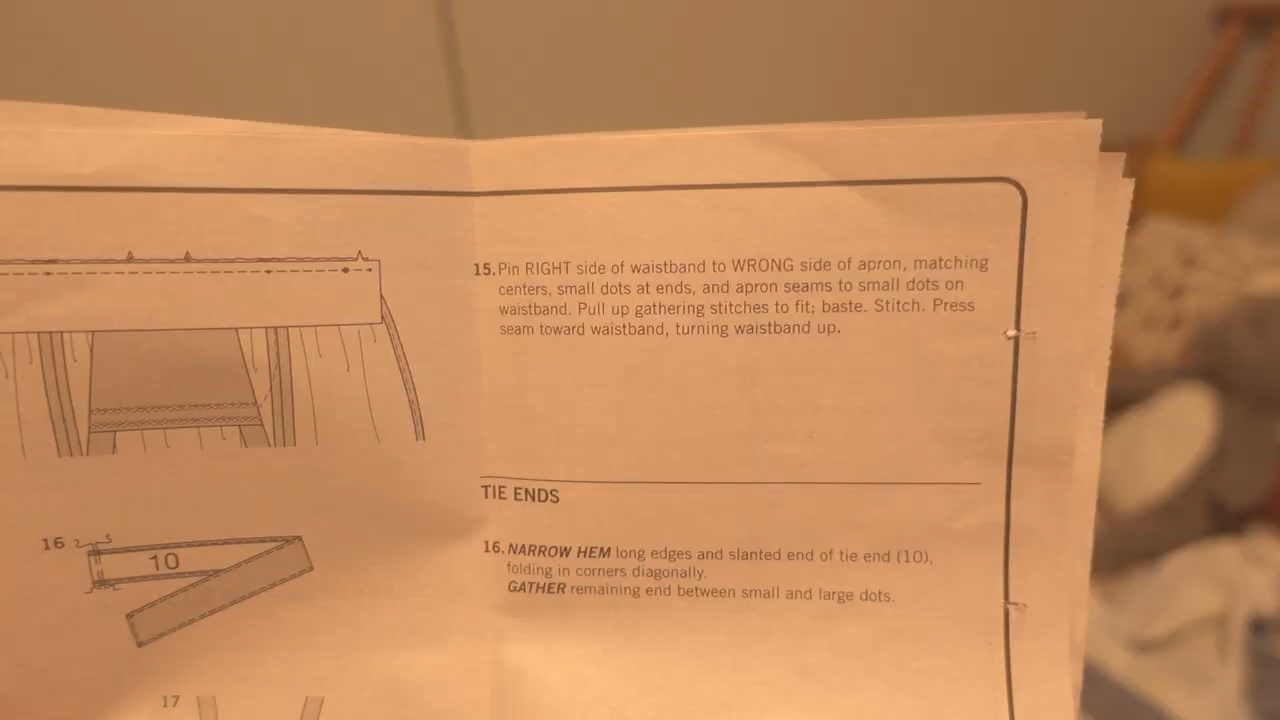 15. Pin RIGHT side of waistband to WRONG side of apron, matching
centers, small dots at ends, and apron seams to small dots on
waistband. Pull up gathering stitches to fit; baste. Stitch. Press
seam toward waistband, turning waistband up.
TIE ENDS
16
10
16. NARROW HEM long edges and slanted end of tie end (10),
folding in corners diagonally.
GATHER remaining end between small and large dots.
17